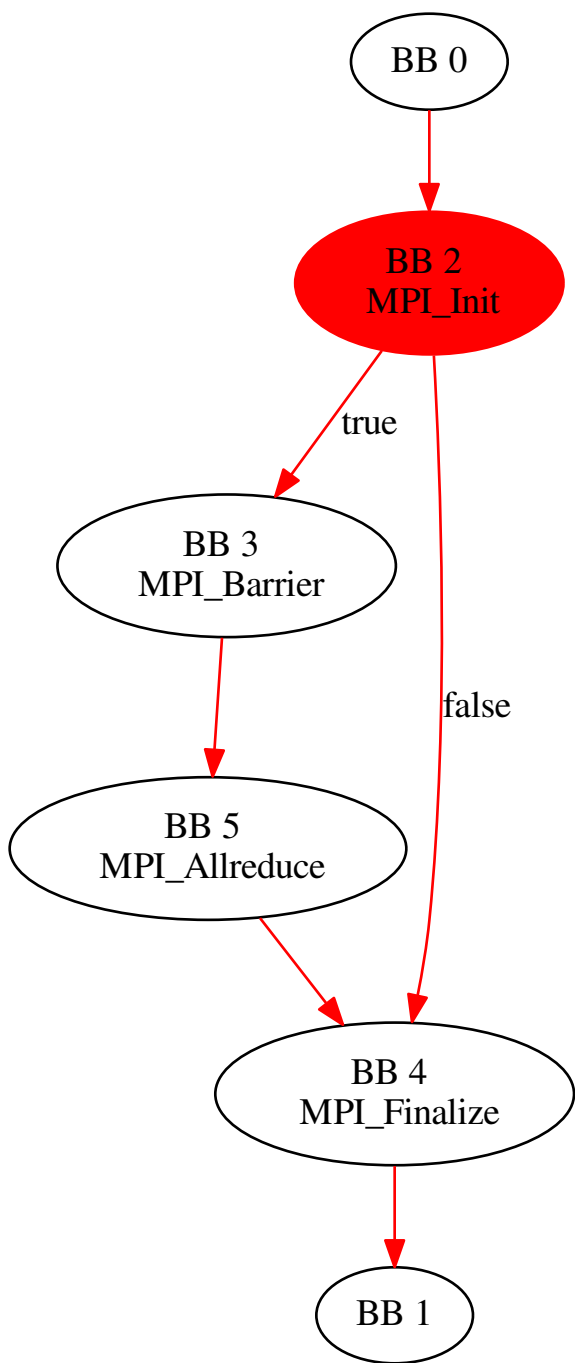 BB 0
BB 2
MPI_Init
true
BB 3
MPI_Barrier
false
BB 5
MPI_Allreduce
BB 4
MPI_Finalize
BB 1